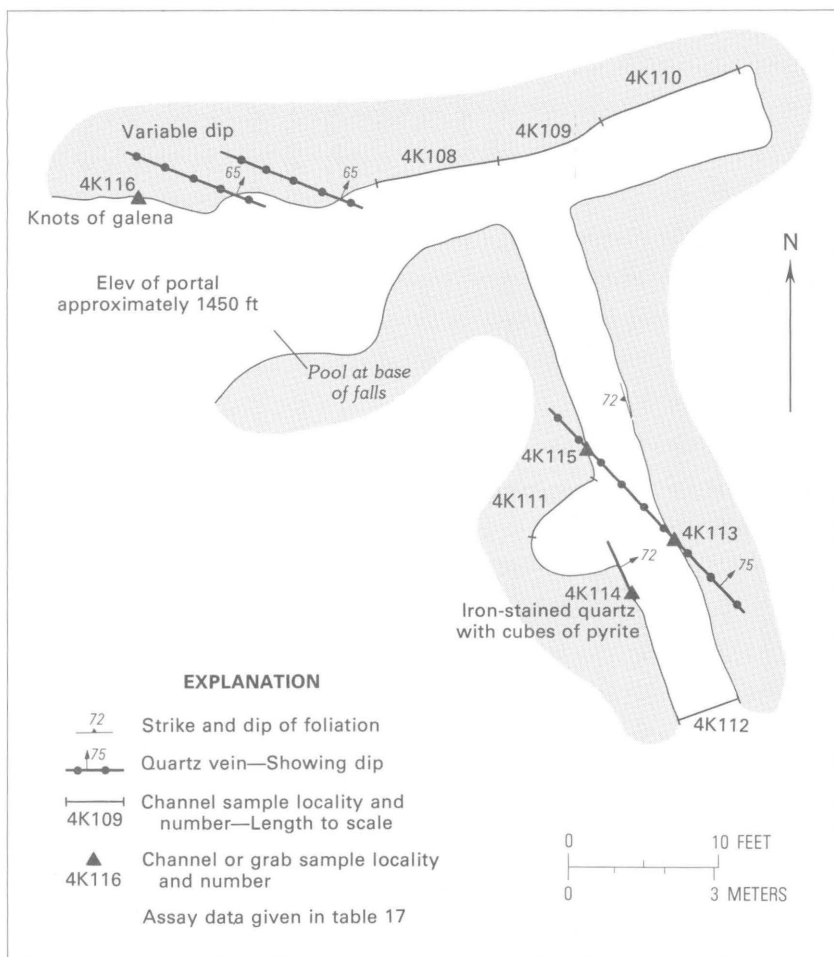 4K110
Variable dip
4K109
65
65
4K108
4K116
Knots of galena
N
Elev of portal
approximately 1450 ft
Pool at base
of falls
72
4K115
4K111
4K113
72
75
4K114
Iron-stained quartz
with cubes of pyrite
4K112
EXPLANATION
72 Strike and dip of foliation
75 Quartz vein—Showing dip
4K109 Channel sample locality and
number—Length to scale
4K116 Channel or grab sample locality
and number
Assay data given in table 17
0 10 FEET
0 3 METERS